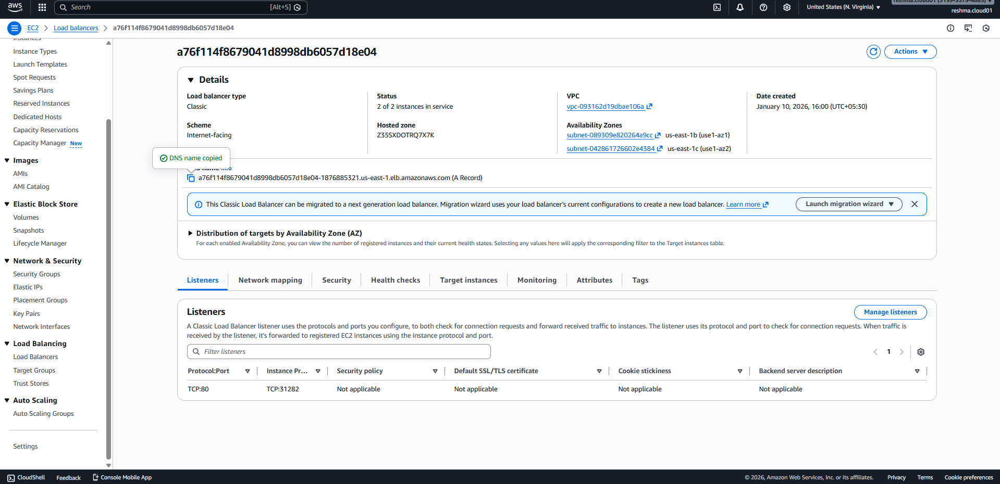 aws
Search [Alt+S]
United States (N. Virginia)
reshma.cloud01
EC2 Load balancers a76f114f8679041d8998db6057d18e04
Instances
Instance Types
Launch Templates
Spot Requests
Savings Plans
Reserved Instances
Dedicated Hosts
Capacity Reservations
Capacity Manager New
Images
AMIs
AMI Catalog
Elastic Block Store
Volumes
Snapshots
Lifecycle Manager
Network & Security
Security Groups
Elastic IPs
Placement Groups
Key Pairs
Network Interfaces
Load Balancing
Load Balancers
Target Groups
Trust Stores
Auto Scaling
Auto Scaling Groups
Settings
a76f114f8679041d8998db6057d18e04
Actions
Details
Load balancer type
Classic
Scheme
Internet-facing
Status
2 of 2 instances in service
Hosted zone
Z35SXDOTRQ7X7K
VPC
vpc-093162d19dbae106a
Availability Zones
subnet-089309e820264a9cc us-east-1b (use1-az1)
subnet-042861726602e4384 us-east-1c (use1-az2)
Date created
January 10, 2026, 16:00 (UTC+05:30)
DNS name copied
name
a76f114f8679041d8998db6057d18e04-1876885321.us-east-1.elb.amazonaws.com (A Record)
This Classic Load Balancer can be migrated to a next generation load balancer. Migration wizard uses your load balancer's current configurations to create a new load balancer. Learn more
Launch migration wizard
Distribution of targets by Availability Zone (AZ)
For each enabled Availability Zone, you can view the number of registered instances and their current health states. Selecting any values here will apply the corresponding filter to the Target instances table.
Listeners Network mapping Security Health checks Target instances Monitoring Attributes Tags
Listeners
Manage listeners
A Classic Load Balancer listener uses the protocols and ports you configure, to both check for connection requests and forward received traffic to instances. The listener uses its protocol and port to check for connection requests. When traffic is
received by the listener, it's forwarded to registered EC2 instances using the instance protocol and port.
Filter listeners
1
Protocol:Port Instance Pr... Security policy Default SSL/TLS certificate Cookie stickiness Backend server description
TCP:80 TCP:31282 Not applicable Not applicable Not applicable Not applicable
CloudShell Feedback Console Mobile App
© 2026, Amazon Web Services, Inc. or its affiliates. Privacy Terms Cookie preferences